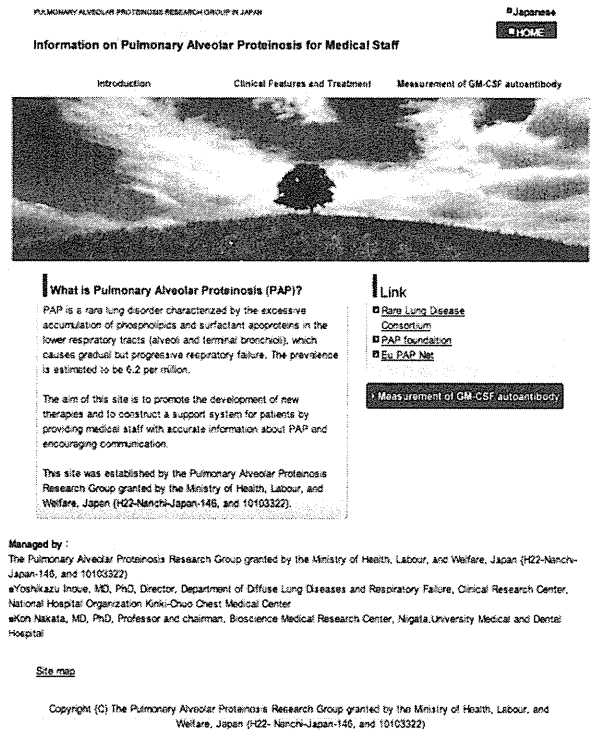 PULMONARY ALVEOLAR PROTEINOSIS RESEARCH GROUP IN JAPAN
Japanese
HOME
Information on Pulmonary Alveolar Proteinosis for Medical Staff
Introduction
Clinical Features and Treatment
Measurement of GM-CSF autoantibody
What is Pulmonary Alveolar Proteinosis (PAP)?
PAP is a rare lung disorder characterized by the excessive
accumulation of phospholipids and surfactant apoproteins in the
lower respiratory tracts (alveoli and terminal bronchioli), which
causes gradual but progressive respiratory failure. The prevalence
is estimated to be 6.2 per million.
The aim of this site is to promote the development of new
therapies and to construct a support system for patients by
providing medical staff with accurate information about PAP and
encouraging communication.
This site was established by the Pulmonary Alveolar Proteinosis
Research Group granted by the Ministry of Health, Labour, and
Welfare, Japan (H22-Nanchi-Japan-146, and 10103322).
Link
Rare Lung Disease
Consortium
PAP foundation
Eu PAP Net
› Measurement of GM-CSF autoantibody
Managed by :
The Pulmonary Alveolar Proteinosis Research Group granted by the Ministry of Health, Labour, and Welfare, Japan (H22-Nanchi-
Japan-146, and 10103322)
●Yoshikazu Inoue, MD, PhD, Director, Department of Diffuse Lung Diseases and Respiratory Failure, Clinical Research Center,
National Hospital Organization Kinki-Chuo Chest Medical Center
●Koh Nakata, MD, PhD, Professor and chairman, Bioscience Medical Research Center, Niigata University Medical and Dental
Hospital
Site map
Copyright (C) The Pulmonary Alveolar Proteinosis Research Group granted by the Ministry of Health, Labour, and
Welfare, Japan (H22- Nanchi-Japan-146, and 10103322)